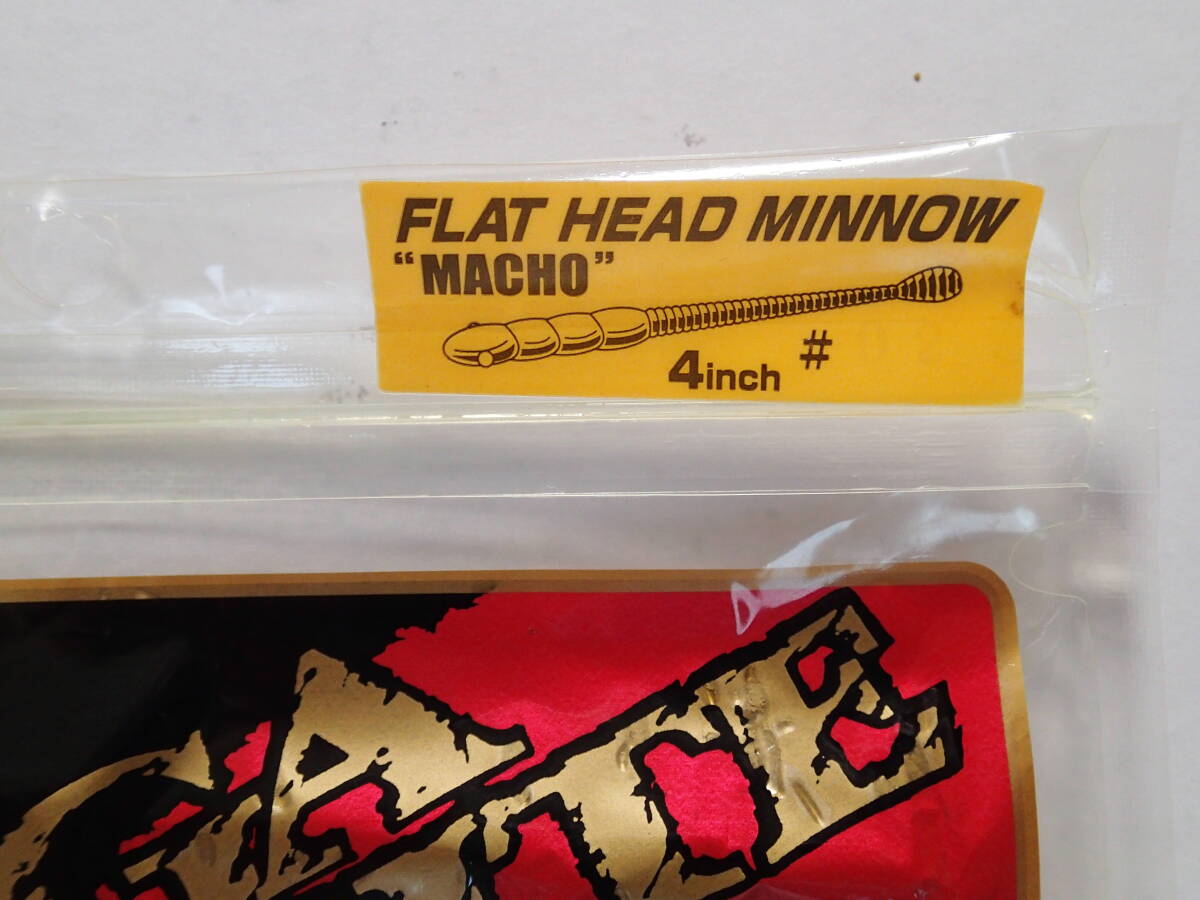 FLAT HEAD MINNOW
“MACHO”
4inch #